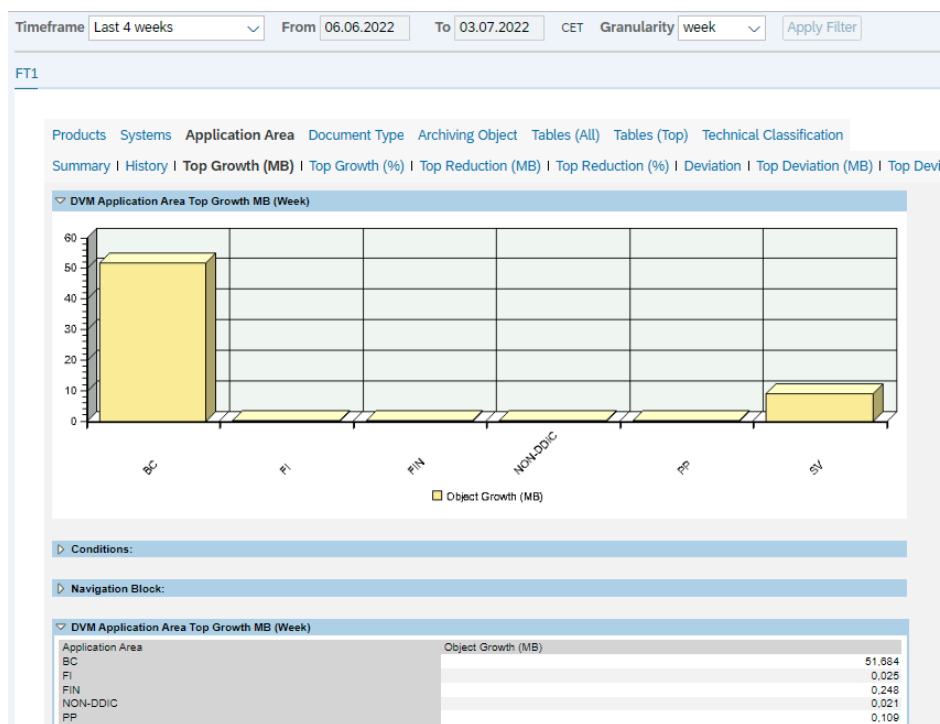 Timeframe Last 4 weeks From 06.06.2022 To 03.07.2022 CET Granularity week Apply Filter
FT1
Products Systems Application Area Document Type Archiving Object Tables (All) Tables (Top) Technical Classification
Summary I History I Top Growth (MB) I Top Growth (%) I Top Reduction (MB) I Top Reduction (%) I Deviation I Top Deviation (MB) I Top Devi
DVM Application Area Top Growth MB (Week)
60
50
40
30
20
10
0
BC FI FIN NON-DDIC PP SV
Object Growth (MB)
Conditions:
Navigation Block:
DVM Application Area Top Growth MB (Week)
Application Area Object Growth (MB)
BC 51,684
FI 0,025
FIN 0,248
NON-DDIC 0,021
PP 0,109